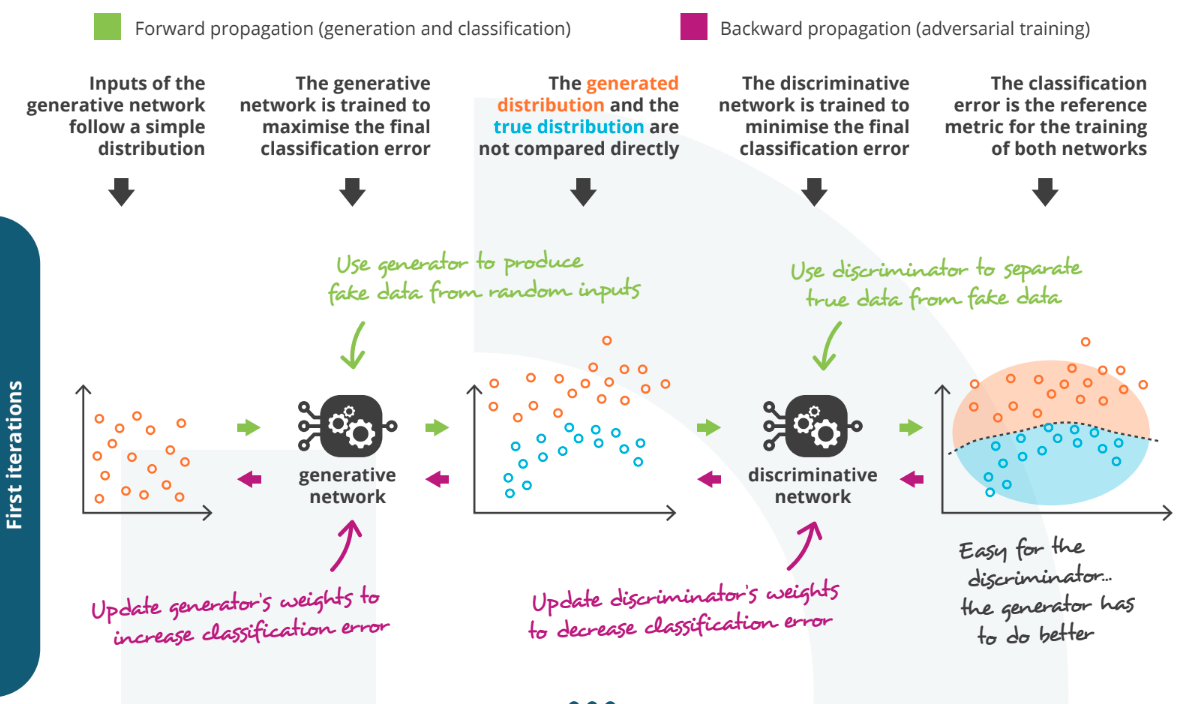 Forward propagation (generation and classification)
Backward propagation (adversarial training)
Inputs of the
generative network
follow a simple
distribution
The generative
network is trained to
maximise the final
classification error
The generated
distribution and the
true distribution are
not compared directly
The discriminative
network is trained to
minimise the final
classification error
The classification
error is the reference
metric for the training
of both networks
First iterations
Use generator to produce
fake data from random inputs
Use discriminator to separate
true data from fake data
generative
network
discriminative
network
Update generator's weights to
increase classification error
Update discriminator's weights
to decrease classification error
Easy for the
discriminator...
the generator has
to do better